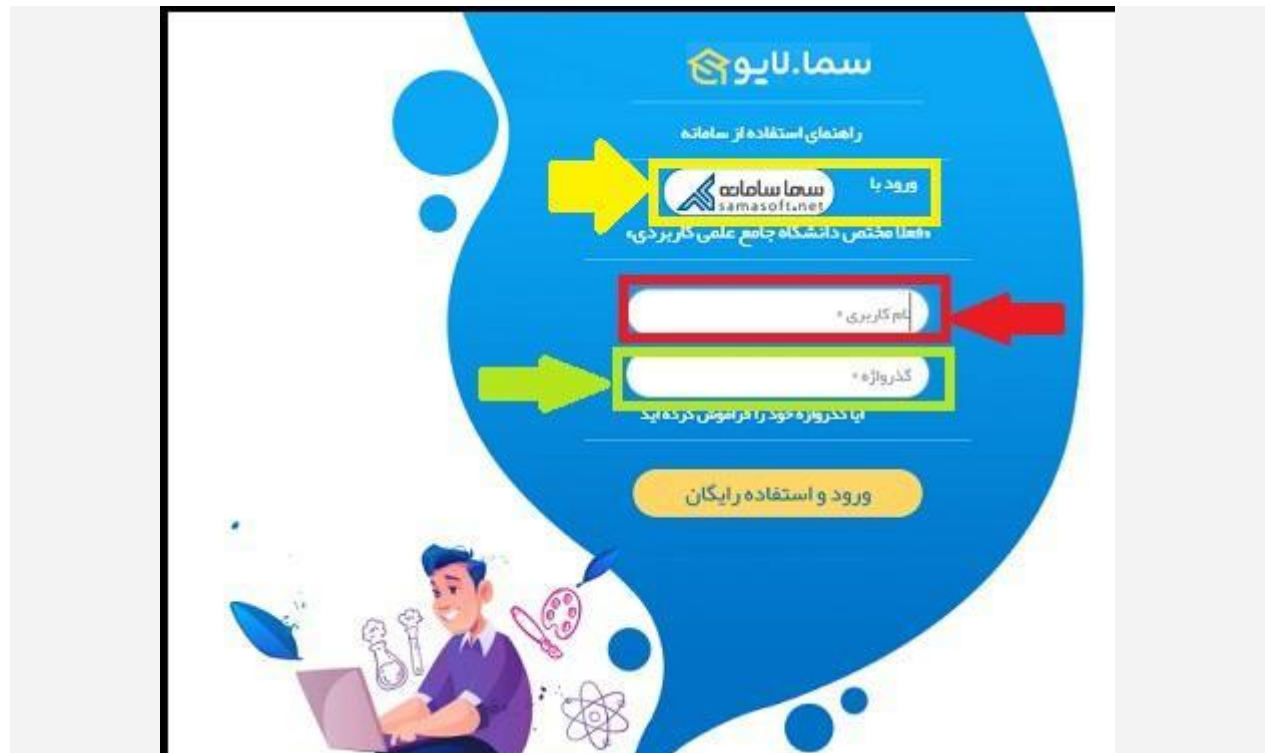 سما.لایو
راهنمای استفاده از سامانه
ورود با سما سامانه
samasoft.net
«فعلا مختص دانشگاه جامع علمی کاربردی»
نام کاربری *
گذرواژه *
آیا گذرواژه خود را فراموش کرده اید
ورود و استفاده رایگان